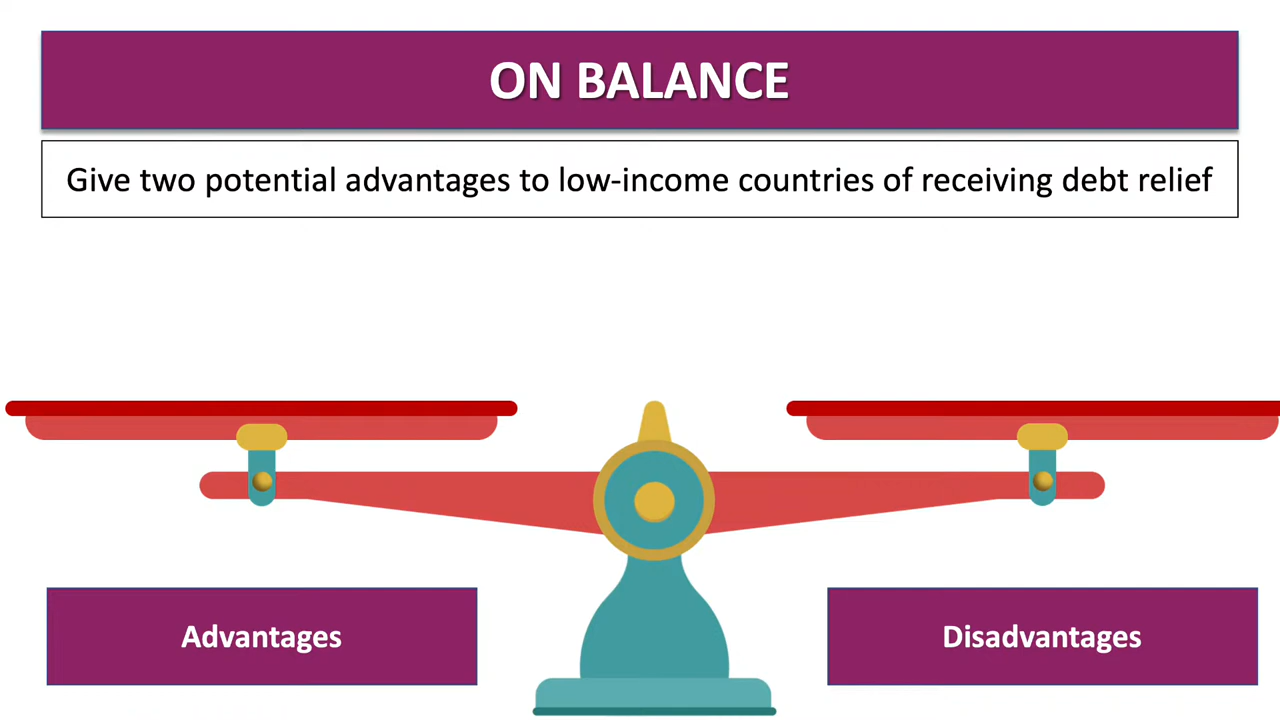 ON BALANCE
Give two potential advantages to low-income countries of receiving debt relief
Advantages
Disadvantages